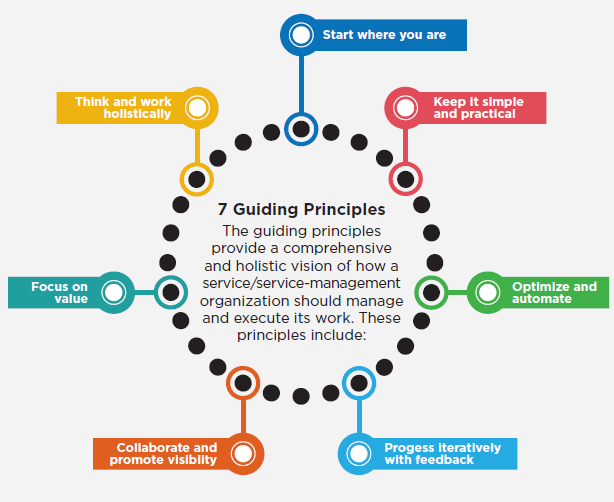 Start where you are
Think and work
holistically
Keep it simple
and practical
7 Guiding Principles
The guiding principles
provide a comprehensive
and holistic vision of how a
service/service-management
organization should manage
and execute its work. These
principles include:
Focus on
value
Optimize and
automate
Collaborate and
promote visiblity
Progess iteratively
with feedback